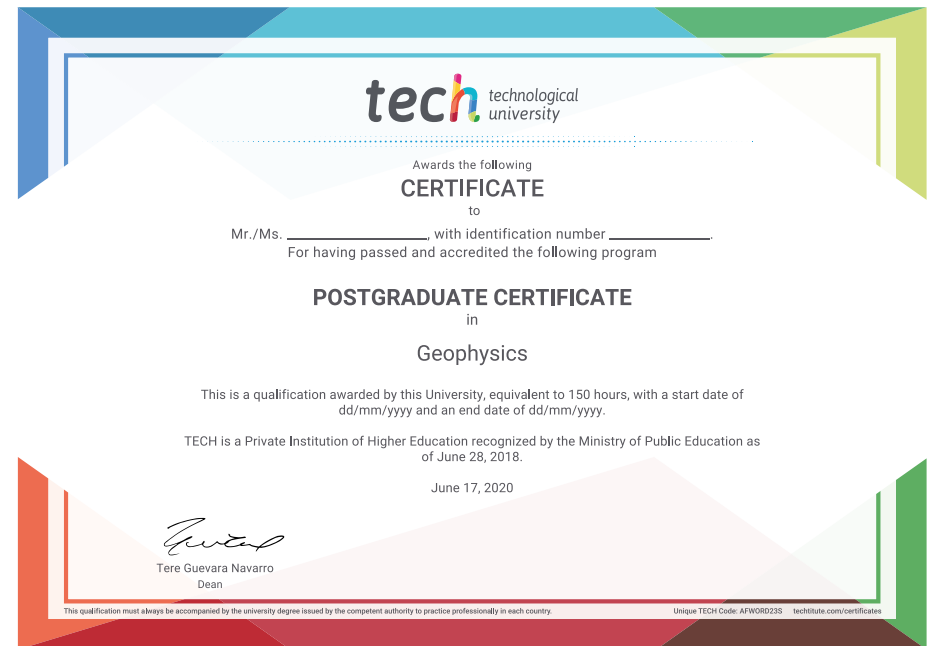 tech technological
university
Awards the following
CERTIFICATE
to
Mr./Ms. ____________________, with identification number ______________.
For having passed and accredited the following program
POSTGRADUATE CERTIFICATE
in
Geophysics
This is a qualification awarded by this University, equivalent to 150 hours, with a start date of
dd/mm/yyyy and an end date of dd/mm/yyyy.
TECH is a Private Institution of Higher Education recognized by the Ministry of Public Education as
of June 28, 2018.
June 17, 2020
Tere Guevara Navarro
Dean
This qualification must always be accompanied by the university degree issued by the competent authority to practice professionally in each country. Unique TECH Code: AFWORD23S techtitute.com/certificates